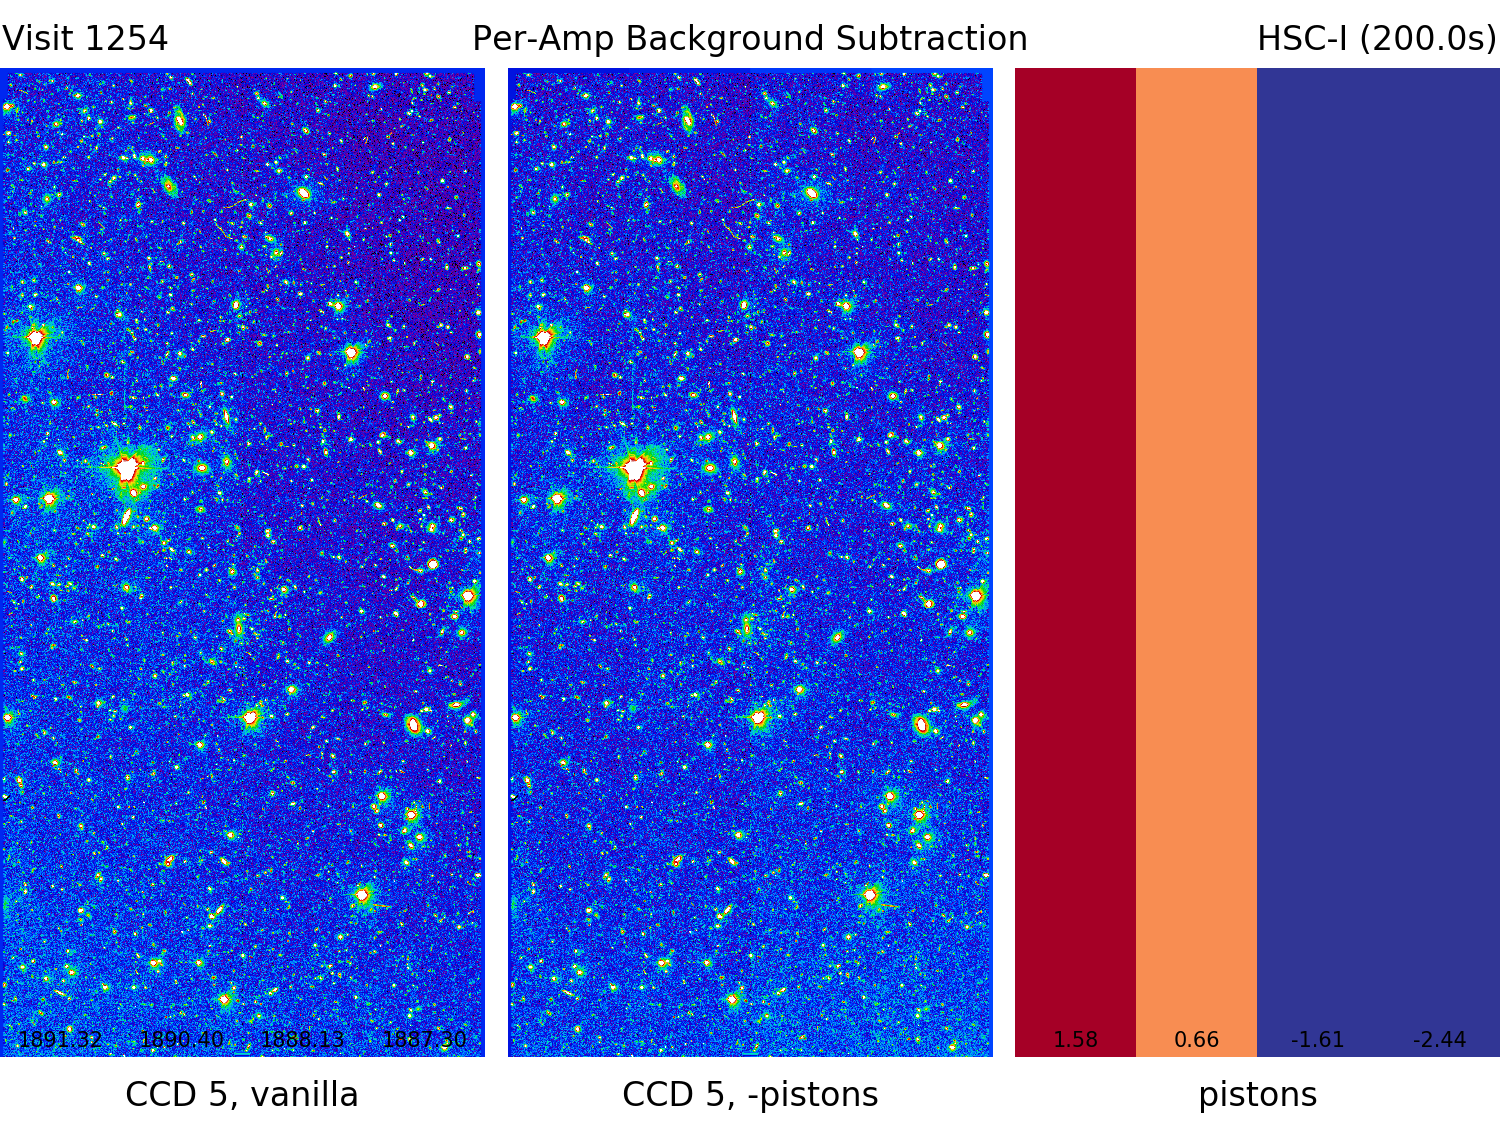 Visit 1254
Per-Amp Background Subtraction
HSC-I (200.0s)
1891.32 1890.40 1888.13 1887.30
1.58 0.66 -1.61 -2.44
CCD 5, vanilla
CCD 5, -pistons
pistons